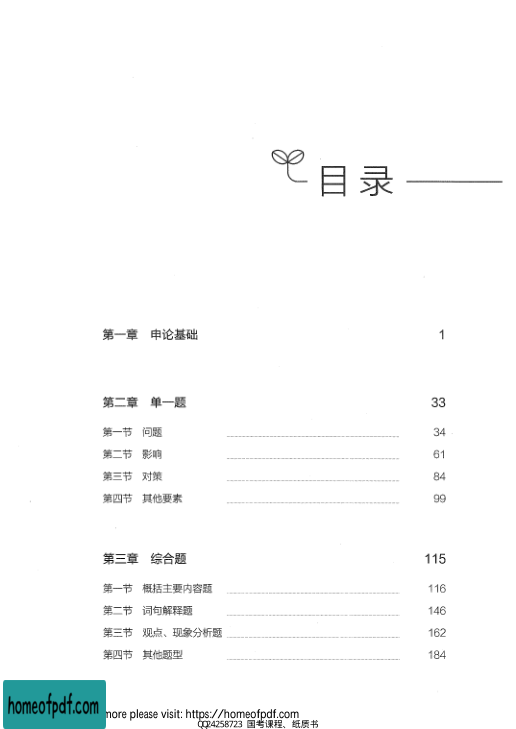 目录
第一章 申论基础 1
第二章 单一题 33
第一节 问题 34
第二节 影响 61
第三节 对策 84
第四节 其他要素 99
第三章 综合题 115
第一节 概括主要内容题 116
第二节 词句解释题 146
第三节 观点、现象分析题 162
第四节 其他题型 184
homeofpdf.com
more please visit: https://homeofpdf.com
QQ24258723 国考课程、纸质书